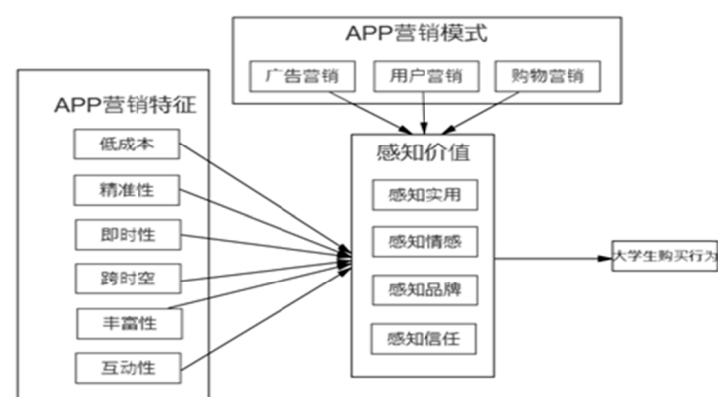 APP营销模式
广告营销
用户营销
购物营销
APP营销特征
低成本
精准性
即时性
跨时空
丰富性
互动性
感知价值
感知实用
感知情感
感知品牌
感知信任
大学生购买行为